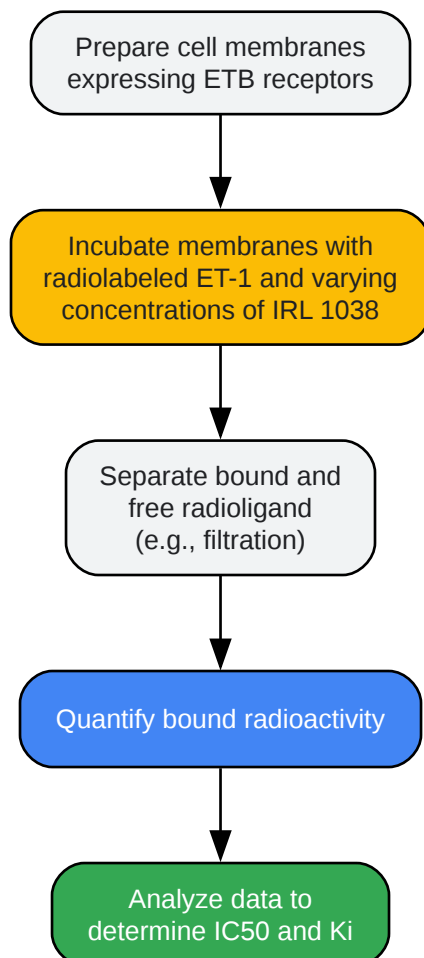 Prepare cell membranes
expressing ETB receptors
Incubate membranes with
radiolabeled ET-1 and varying
concentrations of IRL 1038
Separate bound and
free radioligand
(e.g., filtration)
Quantify bound radioactivity
Analyze data to
determine IC50 and Ki